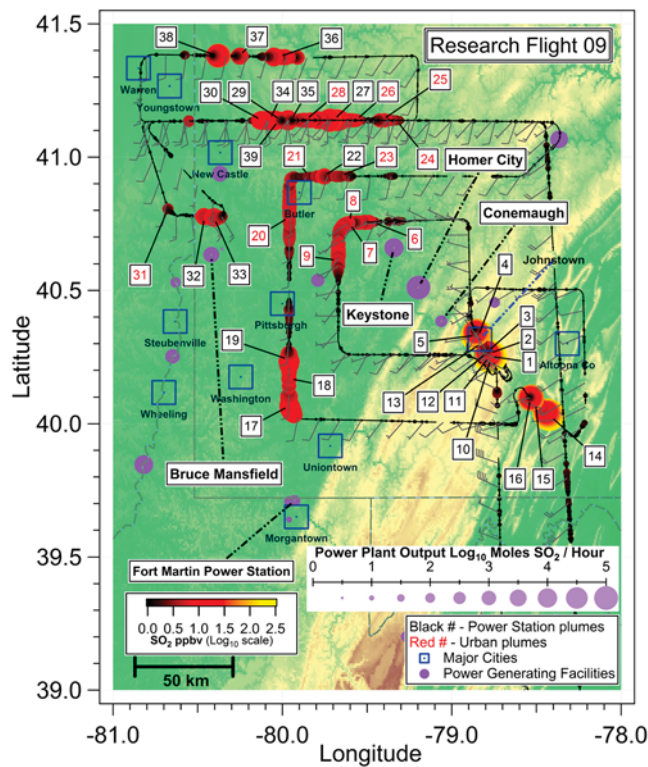 41.5
41.0
40.5
40.0
39.5
39.0
Latitude
-81.0
-80.0
-79.0
-78.0
Longitude
Research Flight 09
38
37
36
Warren
Youngstown
30
29
34
35
28
27
26
25
39
24
New Castle
21
22
23
Homer City
Butler
8
Conemaugh
20
9
7
6
31
32
33
Johnstown
4
Pittsburgh
Keystone
5
3
2
1
Steubenville
19
Altoona Co
Washington
18
13
12
11
Wheeling
17
10
14
16
15
Uniontown
Bruce Mansfield
Morgantown
Fort Martin Power Station
Power Plant Output Log10 Moles SO2 / Hour
0 1 2 3 4 5
0.0 0.5 1.0 1.5 2.0 2.5
SO2 ppbv (Log10 scale)
50 km
Black # - Power Station plumes
Red # - Urban plumes
Major Cities
Power Generating Facilities